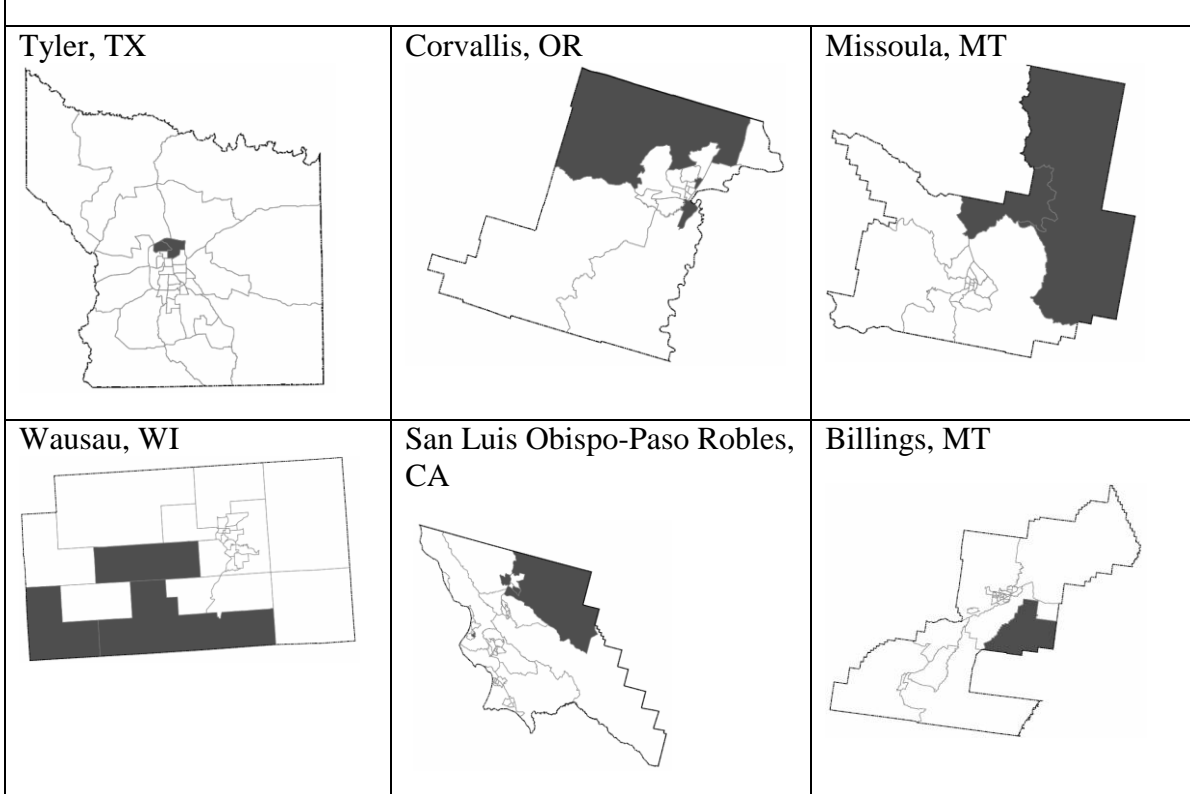 Tyler, TX
Corvallis, OR
Missoula, MT
Wausau, WI
San Luis Obispo-Paso Robles,
CA
Billings, MT